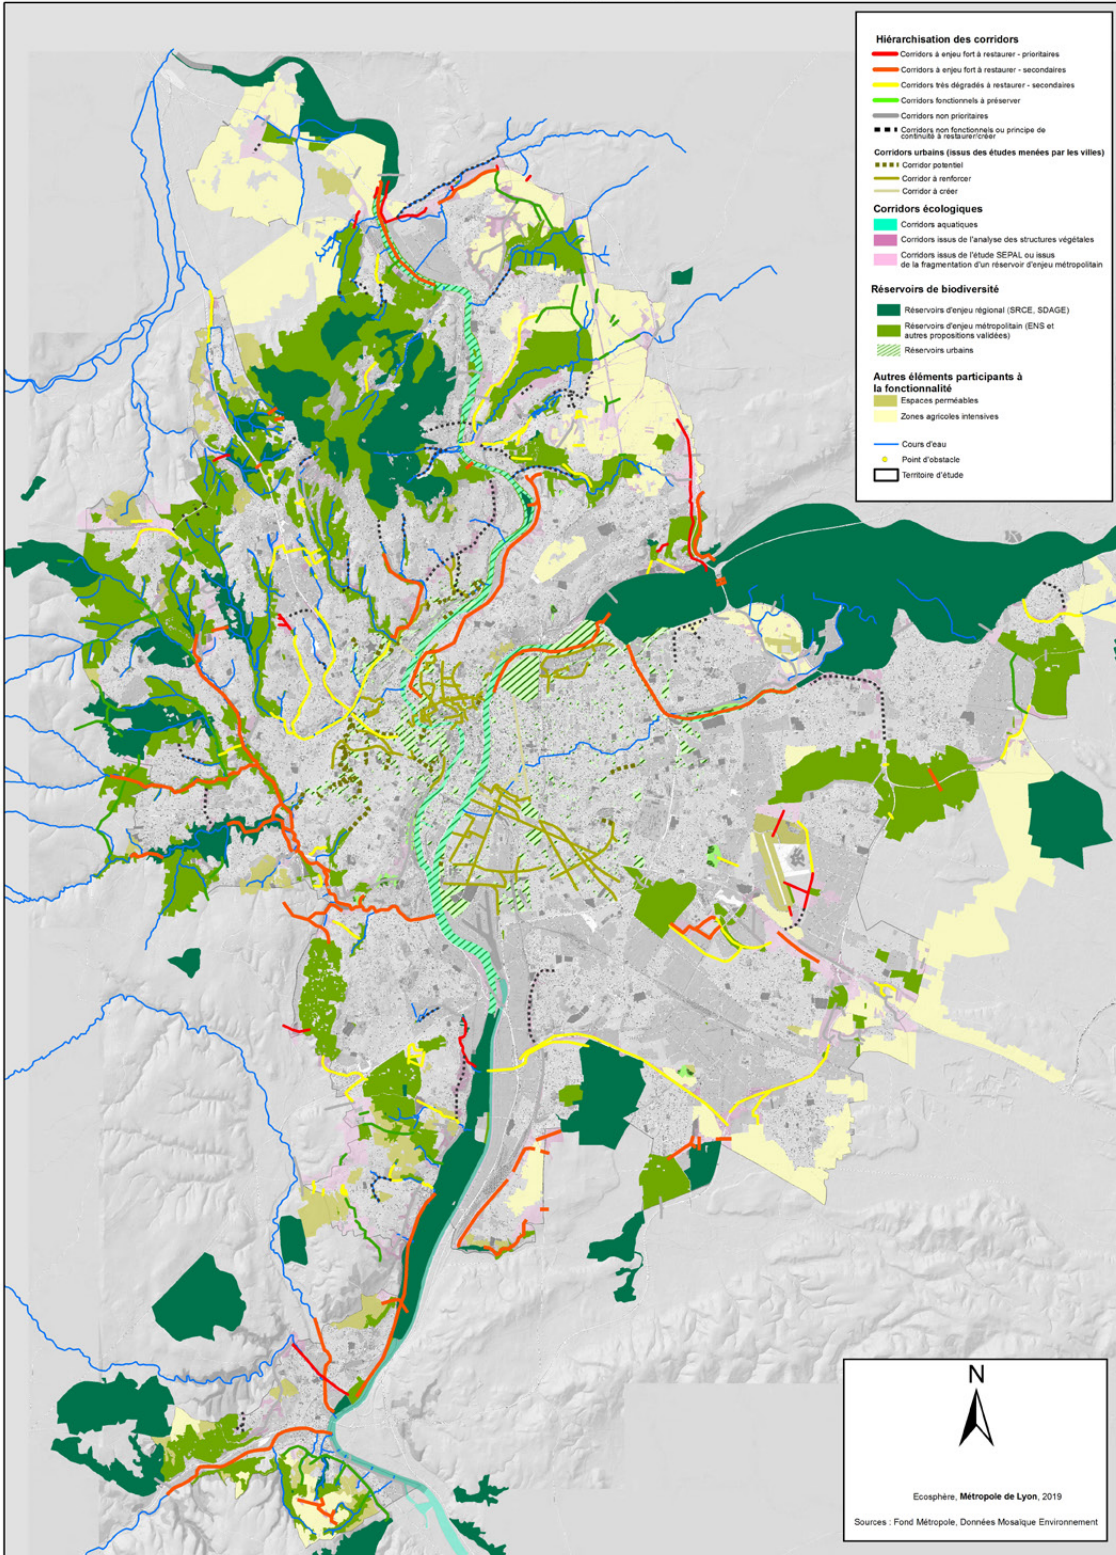 Hiérarchisation des corridors
Corridors à enjeu fort à restaurer - prioritaires
Corridors à enjeu fort à restaurer - secondaires
Corridors très dégradés à restaurer - secondaires
Corridors fonctionnels à préserver
Corridors non prioritaires
Corridors non fonctionnels ou principe de
continuité à restaurer/créer
Corridors urbains (issus des études menées par les villes)
Corridor potentiel
Corridor à renforcer
Corridor à créer
Corridors écologiques
Corridors aquatiques
Corridors issus de l'analyse des structures végétales
Corridors issus de l'étude SEPAL ou issus
de la fragmentation d'un réservoir d'enjeu métropolitain
Réservoirs de biodiversité
Réservoirs d'enjeu régional (SRCE, SDAGE)
Réservoirs d'enjeu métropolitain (ENS et
autres propositions validées)
Réservoirs urbains
Autres éléments participants à
la fonctionnalité
Espaces perméables
Zones agricoles intensives
Cours d'eau
Point d'obstacle
Territoire d'étude
N
Ecosphère, Métropole de Lyon, 2019
Sources : Fond Métropole, Données Mosaïque Environnement